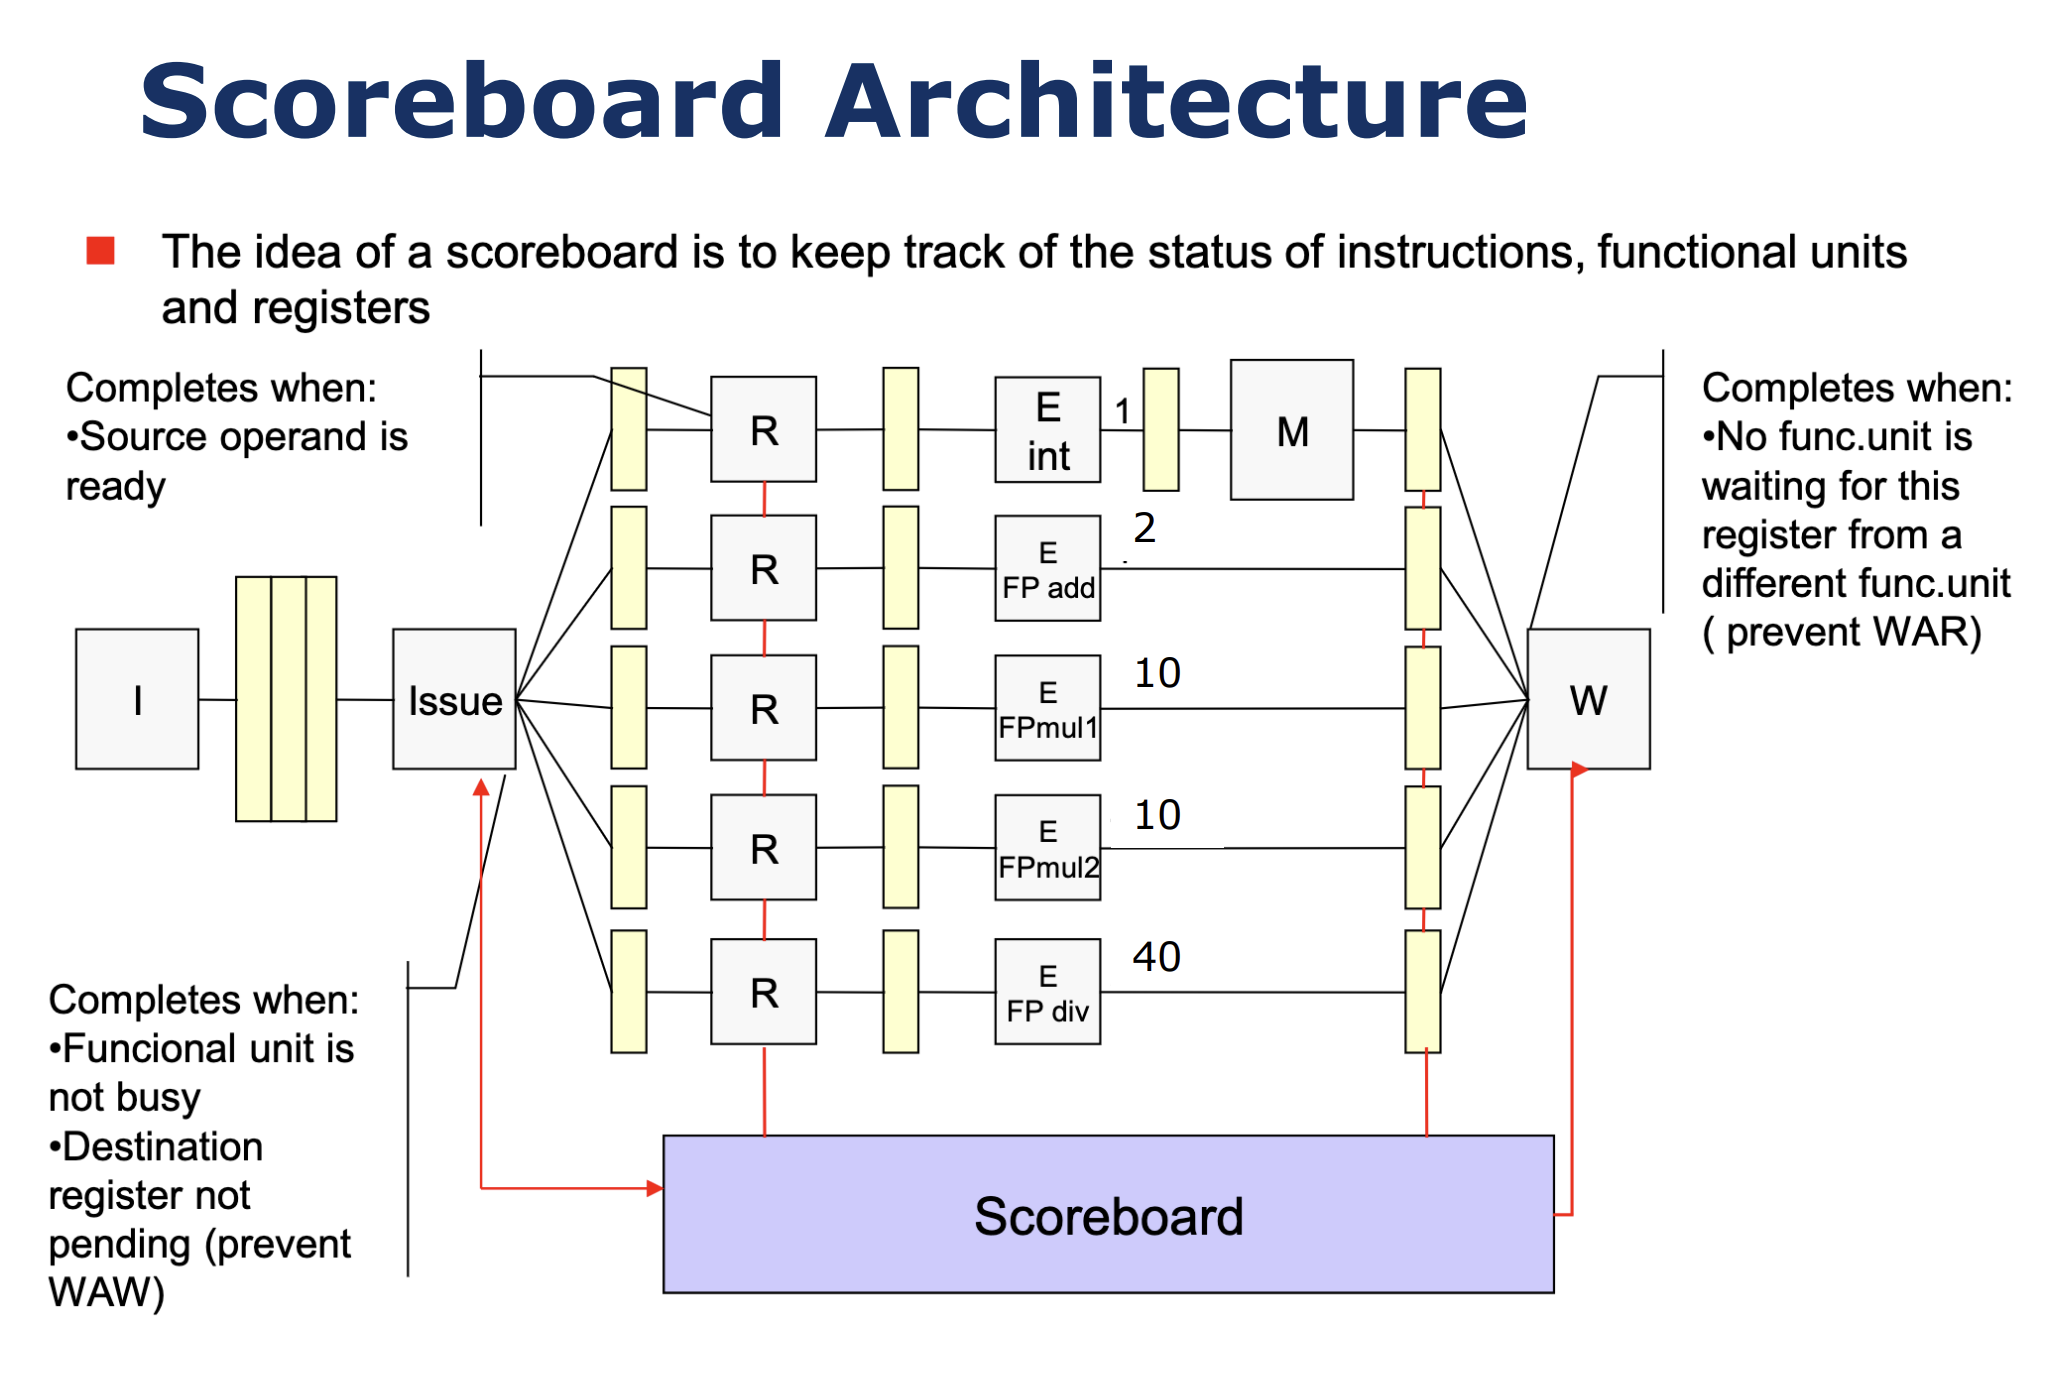 Scoreboard Architecture
The idea of a scoreboard is to keep track of the status of instructions, functional units
and registers
Completes when:
•Source operand is
ready
R
E
int
1
M
Completes when:
•No func.unit is
waiting for this
register from a
different func.unit
( prevent WAR)
R
E
FP add
2
I
Issue
R
E
FPmul1
10
W
R
E
FPmul2
10
R
E
FP div
40
Completes when:
•Funcional unit is
not busy
•Destination
register not
pending (prevent
WAW)
Scoreboard